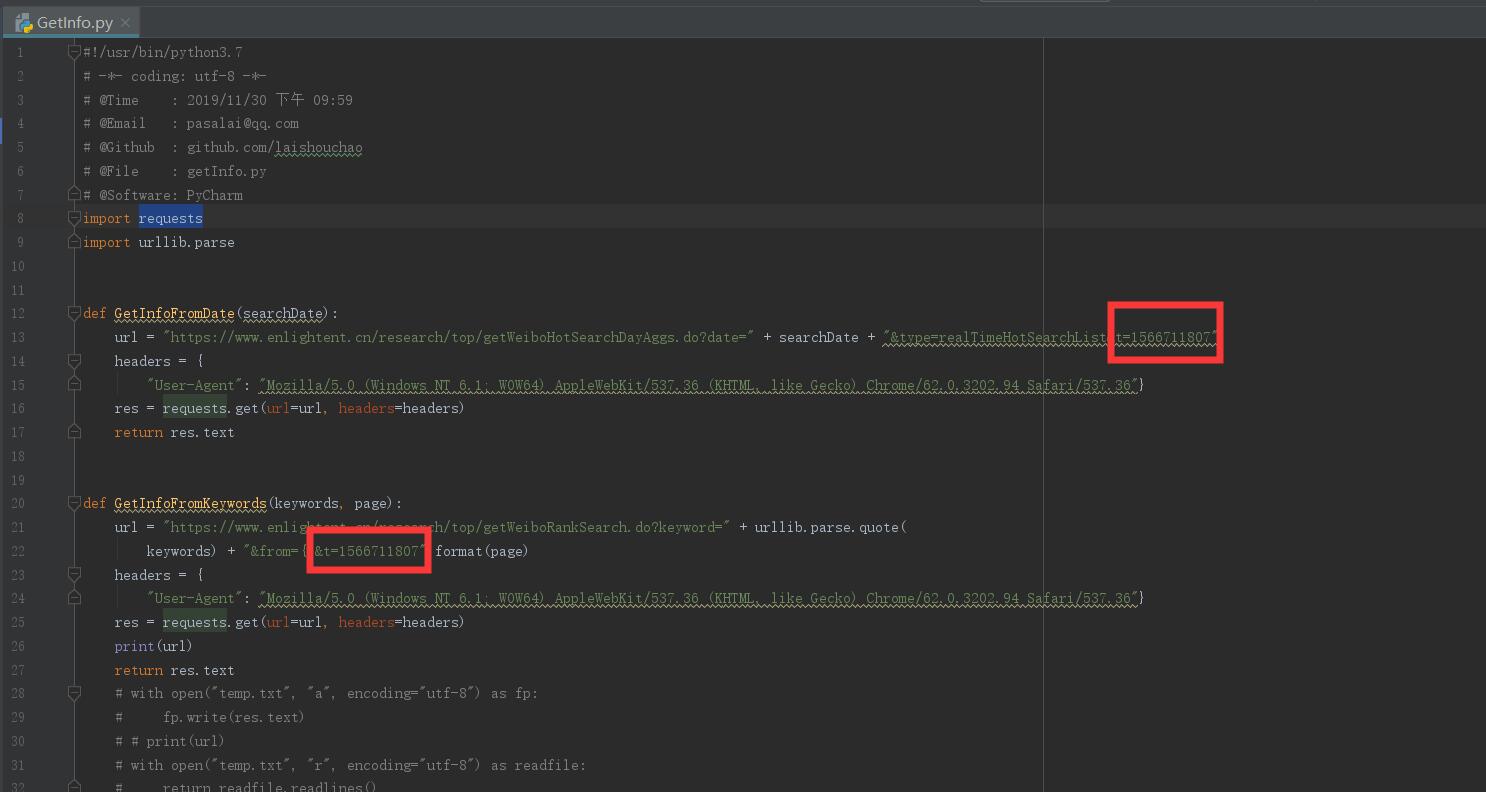 GetInfo.py
1 #!/usr/bin/python3.7
2 # -*- coding: utf-8 -*-
3 # @Time : 2019/11/30 下午 09:59
4 # @Email : pasalai@qq.com
5 # @Github : github.com/laishouchao
6 # @File : getInfo.py
7 # @Software: PyCharm
8 import requests
9 import urllib.parse
10
11
12 def GetInfoFromDate(searchDate):
13 url = "https://www.enlightent.cn/research/top/getWeiboHotSearchDayAggs.do?date=" + searchDate + "&type=realTimeHotSearchList t=1566711807"
14 headers = {
15 "User-Agent": "Mozilla/5.0 (Windows NT 6.1; WOW64) AppleWebKit/537.36 (KHTML, like Gecko) Chrome/62.0.3202.94 Safari/537.36"}
16 res = requests.get(url=url, headers=headers)
17 return res.text
18
19
20 def GetInfoFromKeywords(keywords, page):
21 url = "https://www.enlightent.cn/research/top/getWeiboRankSearch.do?keyword=" + urllib.parse.quote(
22 keywords) + "&from={ &t=1566711807" format(page)
23 headers = {
24 "User-Agent": "Mozilla/5.0 (Windows NT 6.1; WOW64) AppleWebKit/537.36 (KHTML, like Gecko) Chrome/62.0.3202.94 Safari/537.36"}
25 res = requests.get(url=url, headers=headers)
26 print(url)
27 return res.text
28 # with open("temp.txt", "a", encoding="utf-8") as fp:
29 # fp.write(res.text)
30 # # print(url)
31 # with open("temp.txt", "r", encoding="utf-8") as readfile:
32 # return readfile.readlines()